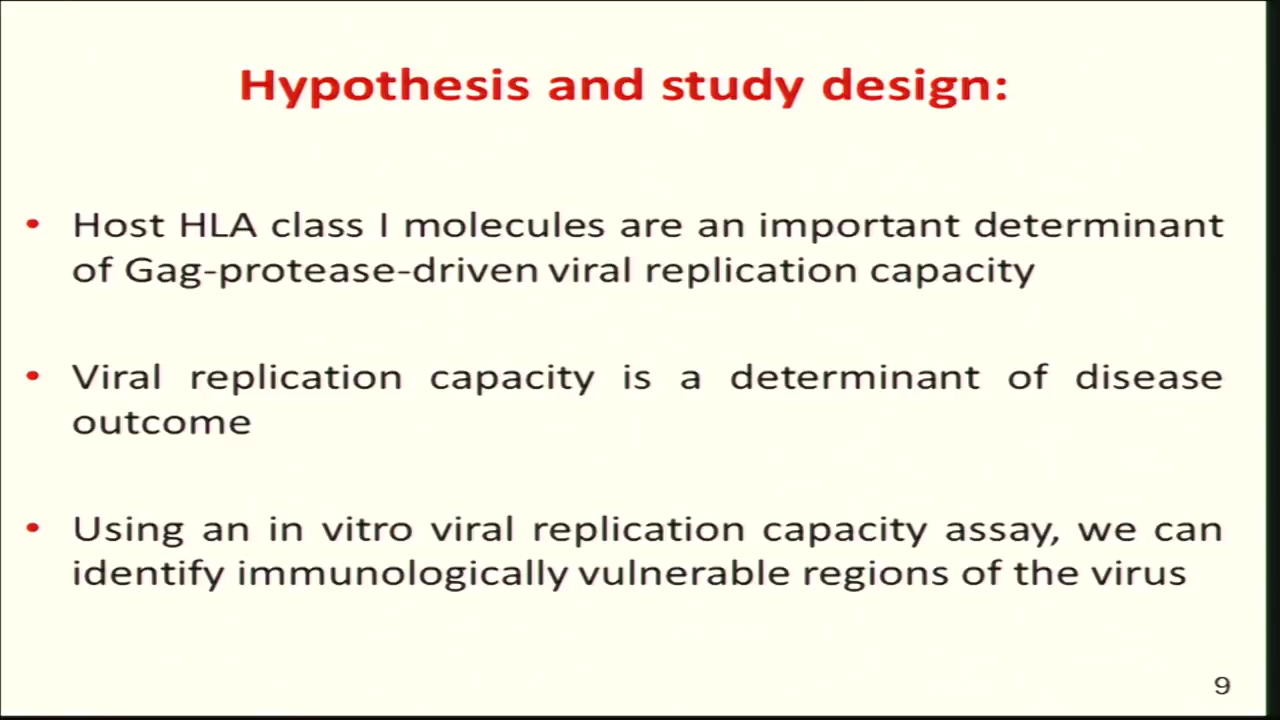 Hypothesis and study design:
• Host HLA class I molecules are an important determinant
of Gag-protease-driven viral replication capacity
• Viral replication capacity is a determinant of disease
outcome
• Using an in vitro viral replication capacity assay, we can
identify immunologically vulnerable regions of the virus
9